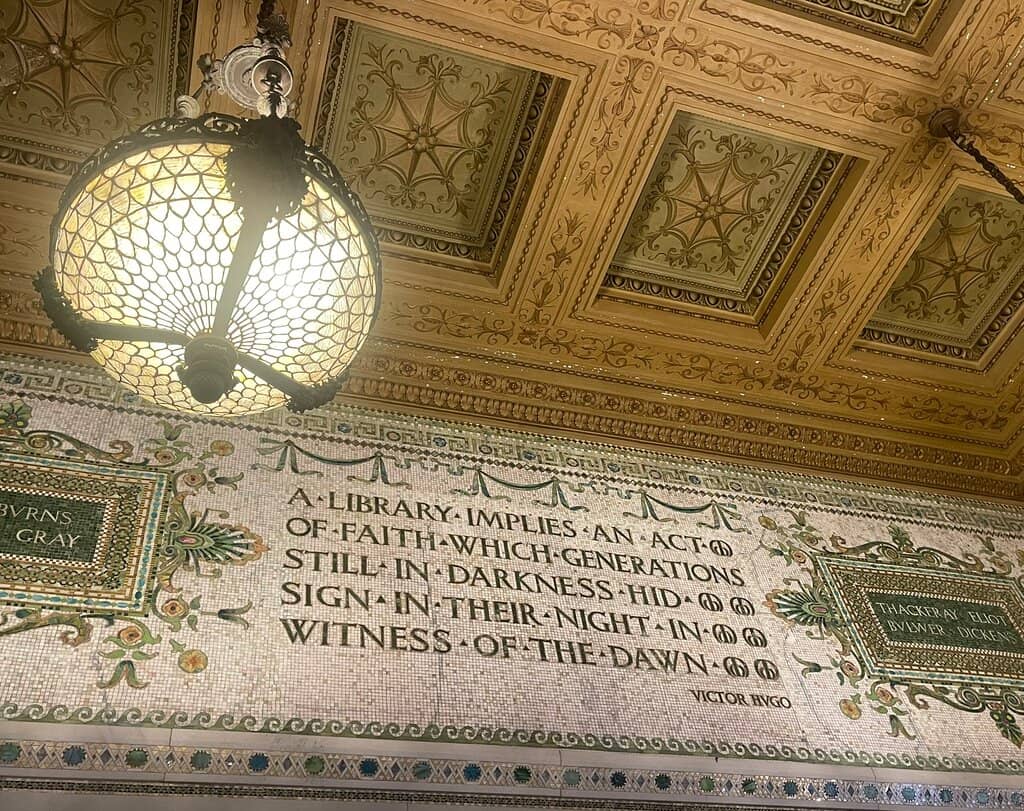 BVRNS
GRAY
A·LIBRARY·IMPLIES·AN·ACT
OF·FAITH·WHICH·GENERATIONS
STILL·IN·DARKNESS·HID·
SIGN·IN·THEIR·NIGHT·IN·
WITNESS·OF·THE·DAWN·
VICTOR HVGO
THACKERAY ELIOT
BVLWER·DICKENS